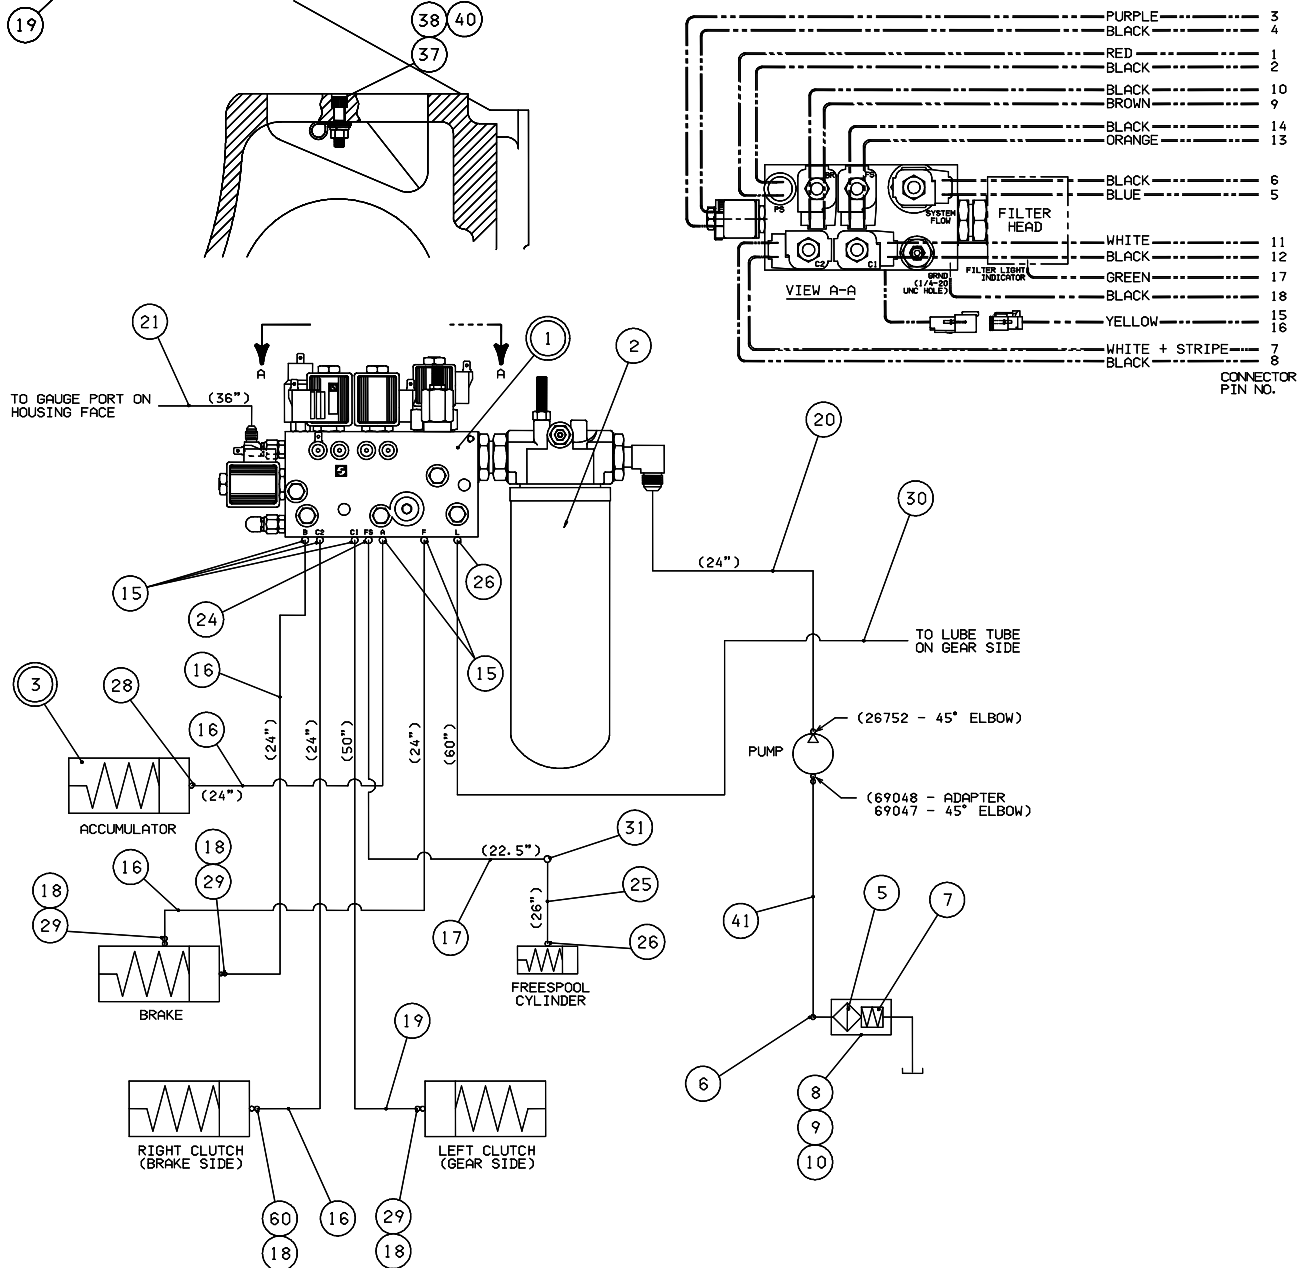 19
38
40
37
PURPLE 3
BLACK 4
RED 1
BLACK 2
BLACK 10
BROWN 9
BLACK 14
ORANGE 13
BLACK 6
BLUE 5
WHITE 11
BLACK 12
GREEN 17
BLACK 18
YELLOW 15
16
WHITE + STRIPE 7
BLACK 8
CONNECTOR
PIN NO.
BR
FS
PS
SYSTEM
FLOW
FILTER
HEAD
C2
C1
GRND
(1/4-20
UNC HOLE)
FILTER LIGHT
INDICATOR
VIEW A-A
21
A
A
1
2
TO GAUGE PORT ON
HOUSING FACE
(36")
20
30
B C2 C1 FS A F L
15
24
26
(24")
TO LUBE TUBE
ON GEAR SIDE
16
15
3
28
16
(24")
(24")
(50")
(24")
(60")
(26752 - 45° ELBOW)
PUMP
(24")
(69048 - ADAPTER
69047 - 45° ELBOW)
ACCUMULATOR
31
18
29
16
(22.5")
18
29
25
(26")
5
7
17
26
41
BRAKE
FREESPOOL
CYLINDER
19
6
8
9
10
RIGHT CLUTCH
(BRAKE SIDE)
LEFT CLUTCH
(GEAR SIDE)
60
18
16
29
18